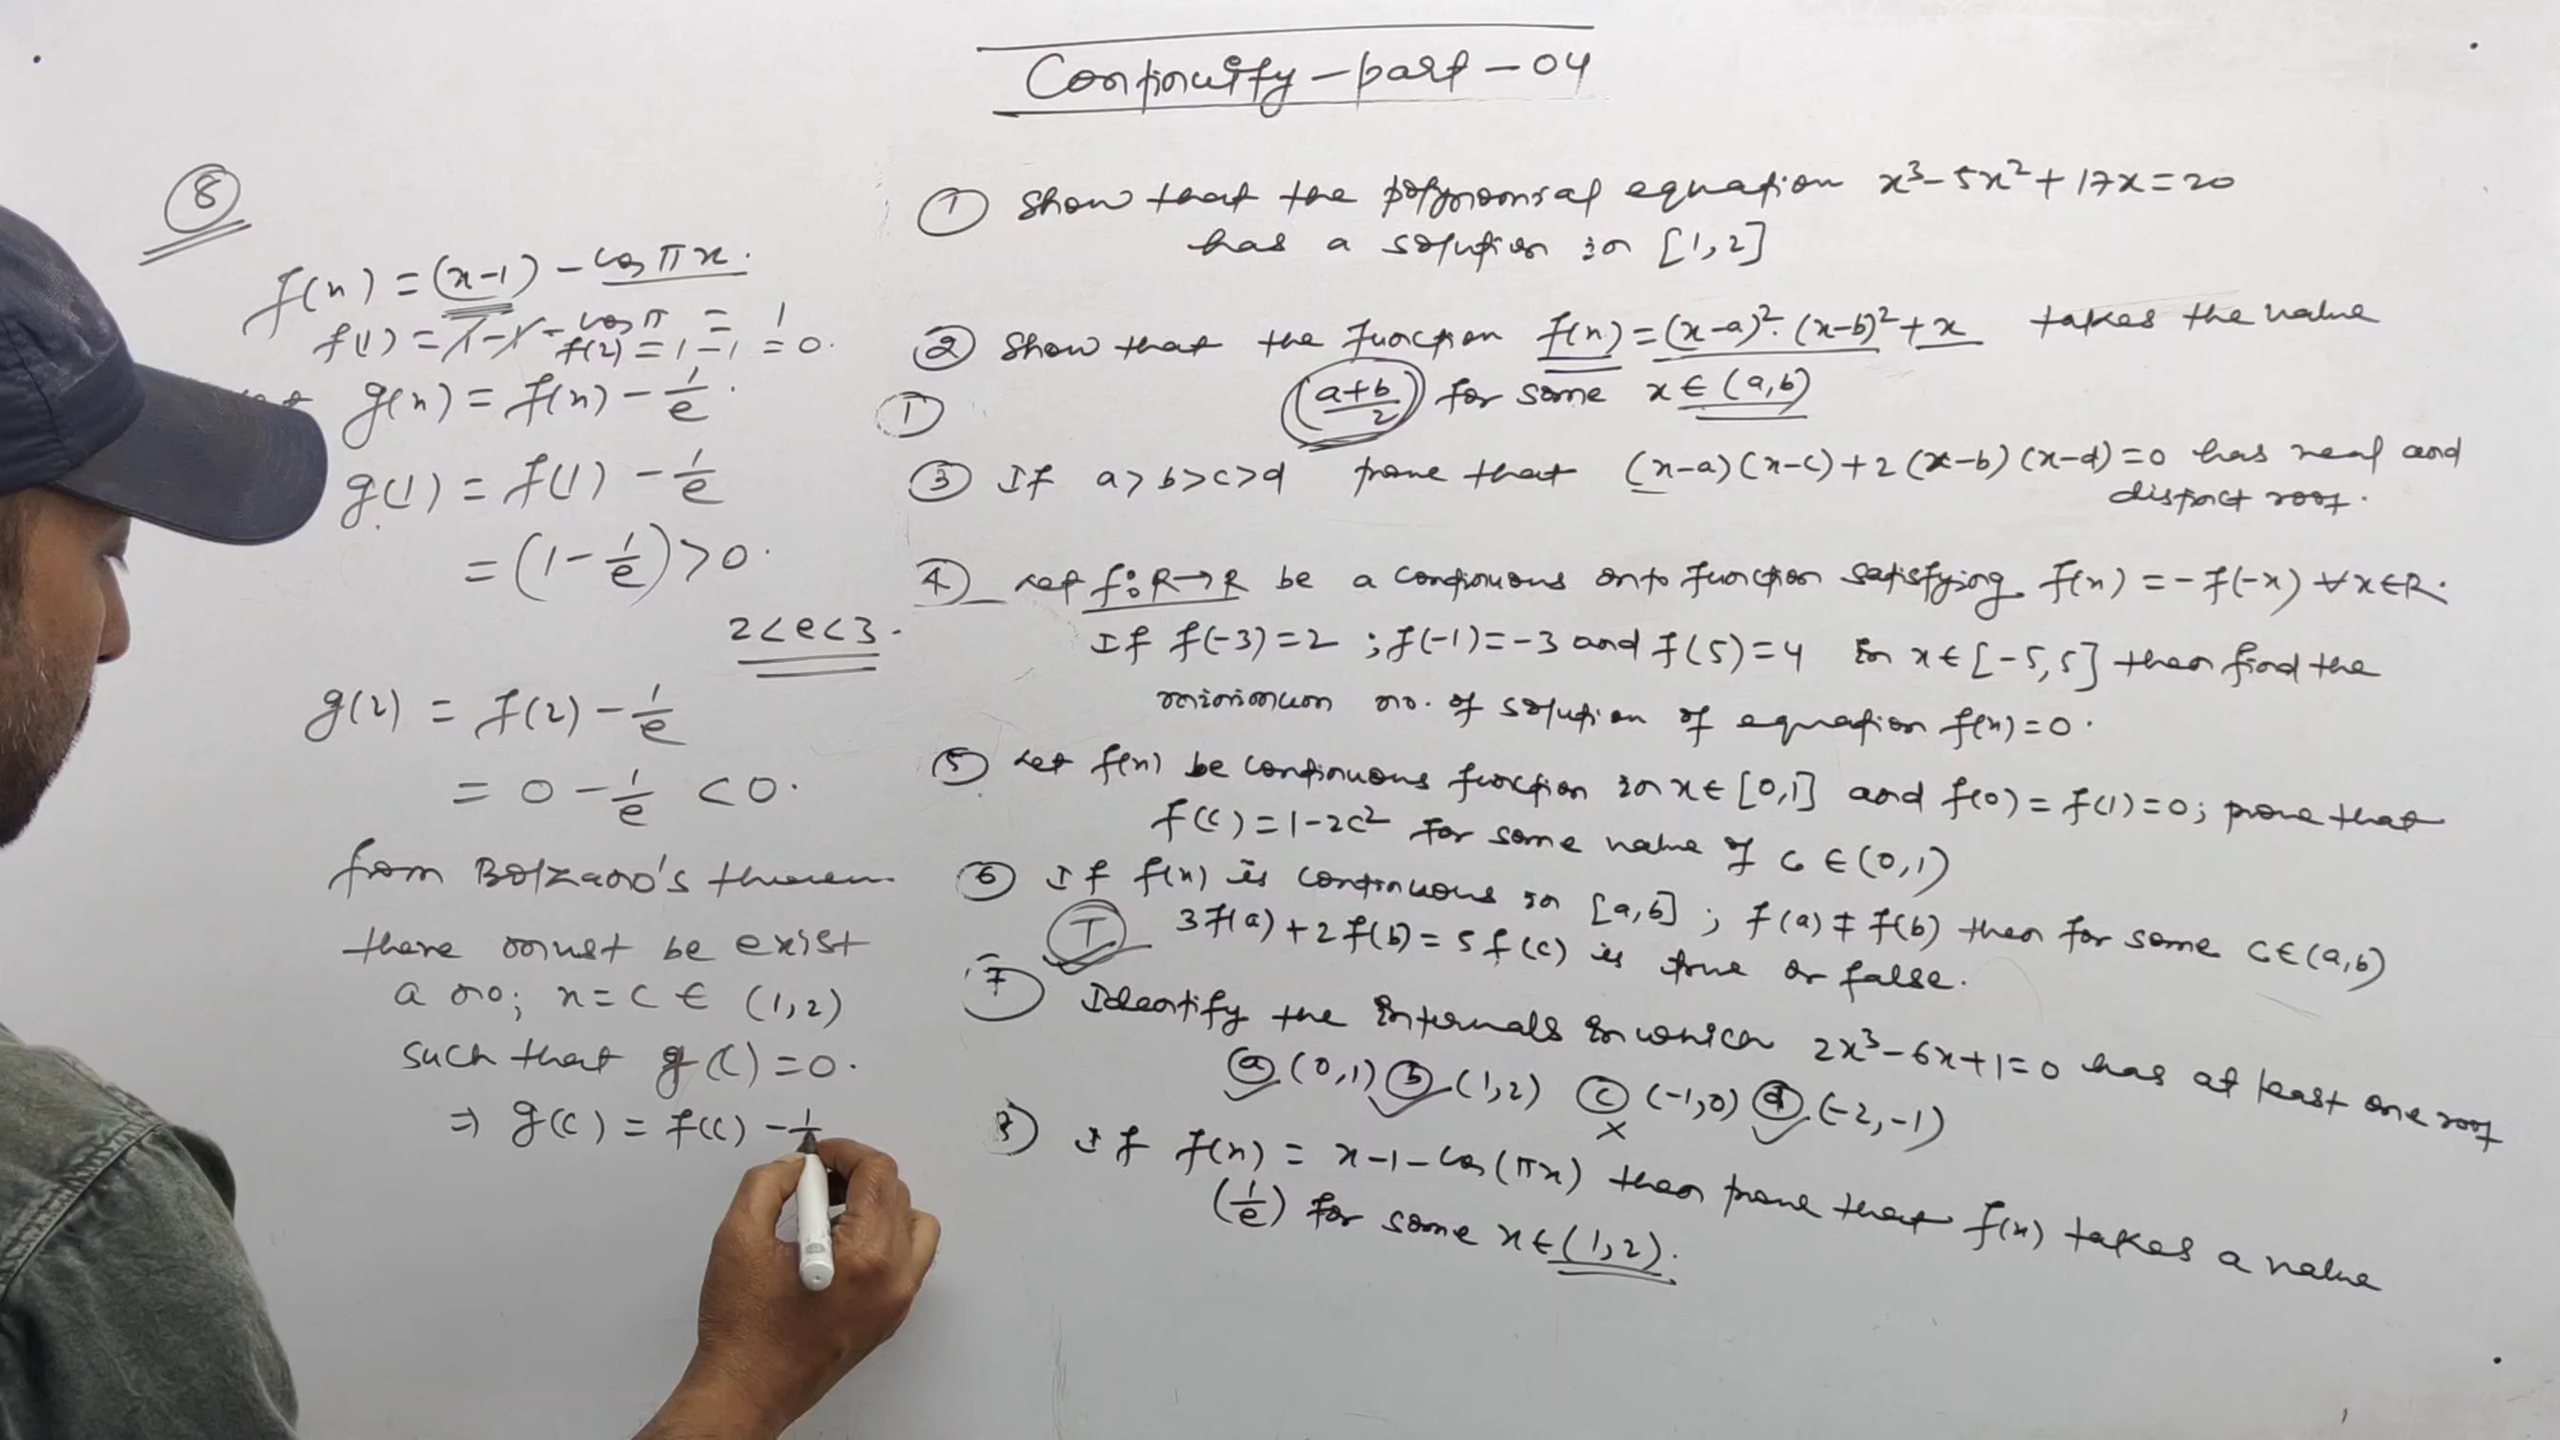 Continuity - part - 04
8
f(x) = (x-1) - cos πx.
f(1) = 1-1 - cos π = 1
f(2) = 1-1 = 0.
g(x) = f(x) - 1/e.
g(1) = f(1) - 1/e
= (1 - 1/e) > 0.
2 < e < 3.
g(2) = f(2) - 1/e
= 0 - 1/e < 0.
from Bolzano's theorem
there must be exist
a no; x = c ∈ (1,2)
such that g(c) = 0.
⇒ g(c) = f(c) - 1
① Show that the polynomial equation x³-5x²+17x=20
has a solution in [1,2]
② Show that the function f(x) = (x-a)².(x-b)²+x takes the value
(a+b/2) for some x ∈ (a,b)
①
③ If a>b>c>d prove that (x-a)(x-c)+2(x-b)(x-d)=0 has real and
distinct root.
④ Let f:R→R be a continuous onto function satisfying f(x) = -f(-x) ∀x∈R.
If f(-3)=2 ; f(-1)=-3 and f(5)=4 in x∈[-5,5] then find the
minimum no. of solution of equation f(x)=0.
⑤ Let f(x) be continuous function in x∈[0,1] and f(0)=f(1)=0; prove that
f(c)=1-2c² for some value of c ∈(0,1)
⑥ If f(x) is continuous in [a,b] ; f(a)≠f(b) then for some c∈(a,b)
T 3f(a)+2f(b)=5f(c) is true or false.
7 Identify the Intervals in which 2x³-6x+1=0 has at least one root
ⓐ (0,1) ⓑ (1,2) ⓒ (-1,0) ⓓ (-2,-1)
×
8) If f(x) = x-1-cos(πx) then prove that f(x) takes a value
(1/e) for some x∈(1,2).